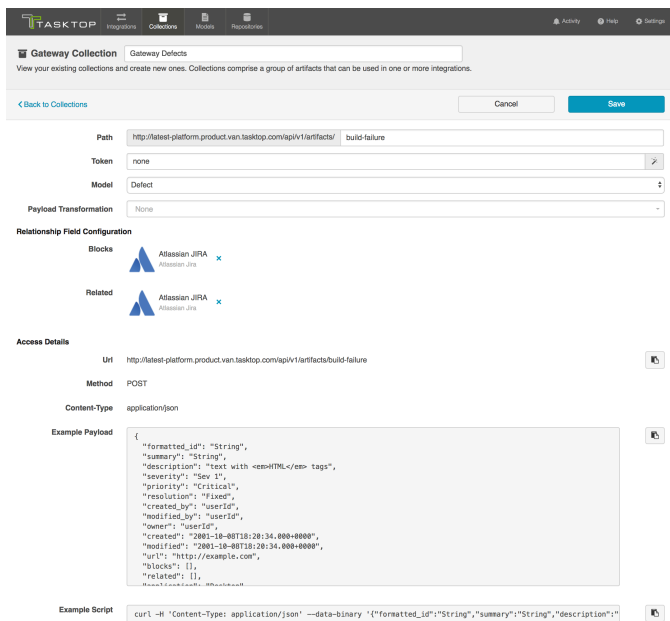 TASKTOP
Integrations
Collections
Models
Repositories
Activity
Help
Settings
Gateway Collection
Gateway Defects
View your existing collections and create new ones. Collections comprise a group of artifacts that can be used in one or more integrations.
Back to Collections
Cancel
Save
Path
http://latest-platform.product.van.tasktop.com/api/v1/artifacts/
build-failure
Token
none
Model
Defect
Payload Transformation
None
Relationship Field Configuration
Blocks
Atlassian JIRA
Atlassian Jira
Related
Atlassian JIRA
Atlassian Jira
Access Details
Url
http://latest-platform.product.van.tasktop.com/api/v1/artifacts/build-failure
Method
POST
Content-Type
application/json
Example Payload
{
"formatted_id": "String",
"summary": "String",
"description": "text with <em>HTML</em> tags",
"severity": "Sev 1",
"priority": "Critical",
"resolution": "Fixed",
"created_by": "userId",
"modified_by": "userId",
"owner": "userId",
"created": "2001-10-08T18:20:34.000+0000",
"modified": "2001-10-08T18:20:34.000+0000",
"url": "http://example.com",
"blocks": [],
"related": [],
Example Script
curl -H 'Content-Type: application/json' --data-binary '{"formatted_id":"String","summary":"String","description":"